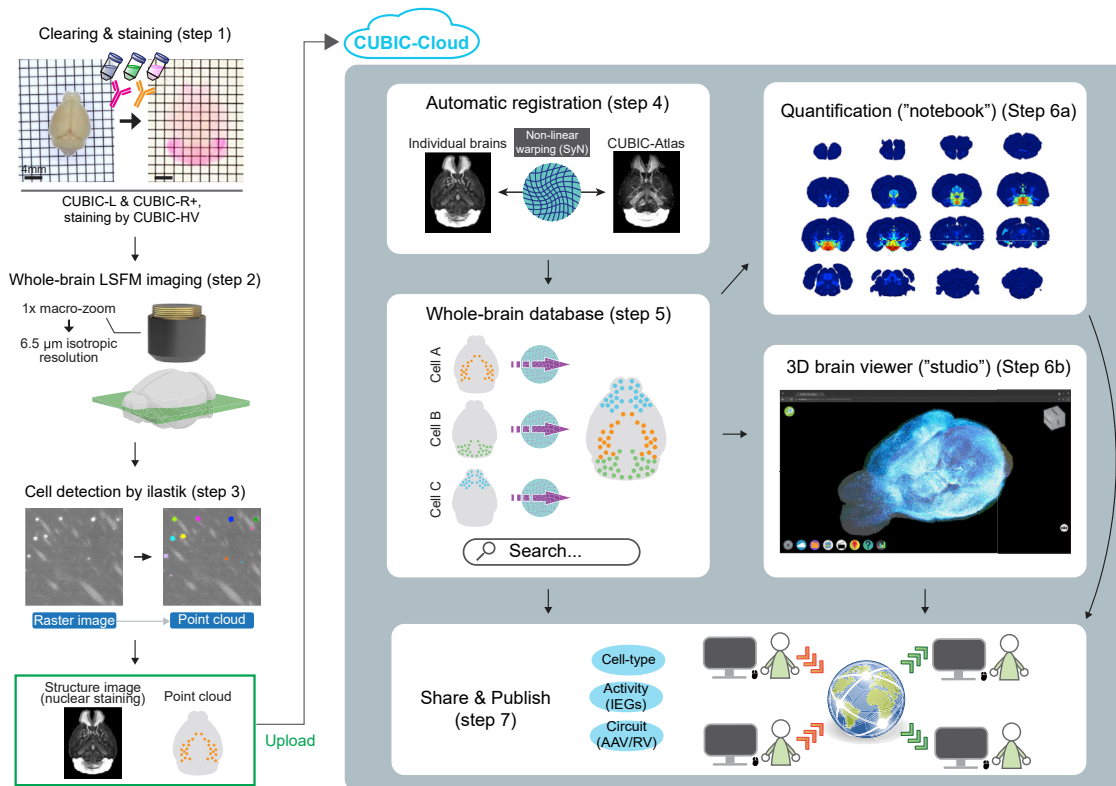 Clearing & staining (step 1)
4mm
CUBIC-L & CUBIC-R+,
staining by CUBIC-HV
Whole-brain LSFM imaging (step 2)
1x macro-zoom
6.5 µm isotropic
resolution
Cell detection by ilastik (step 3)
Raster image
Point cloud
Structure image
(nuclear staining)
Point cloud
Upload
CUBIC-Cloud
Automatic registration (step 4)
Individual brains
Non-linear
warping (SyN)
CUBIC-Atlas
Whole-brain database (step 5)
Cell A
Cell B
Cell C
Search...
Quantification ("notebook") (Step 6a)
3D brain viewer ("studio") (Step 6b)
Share & Publish
(step 7)
Cell-type
Activity
(IEGs)
Circuit
(AAV/RV)